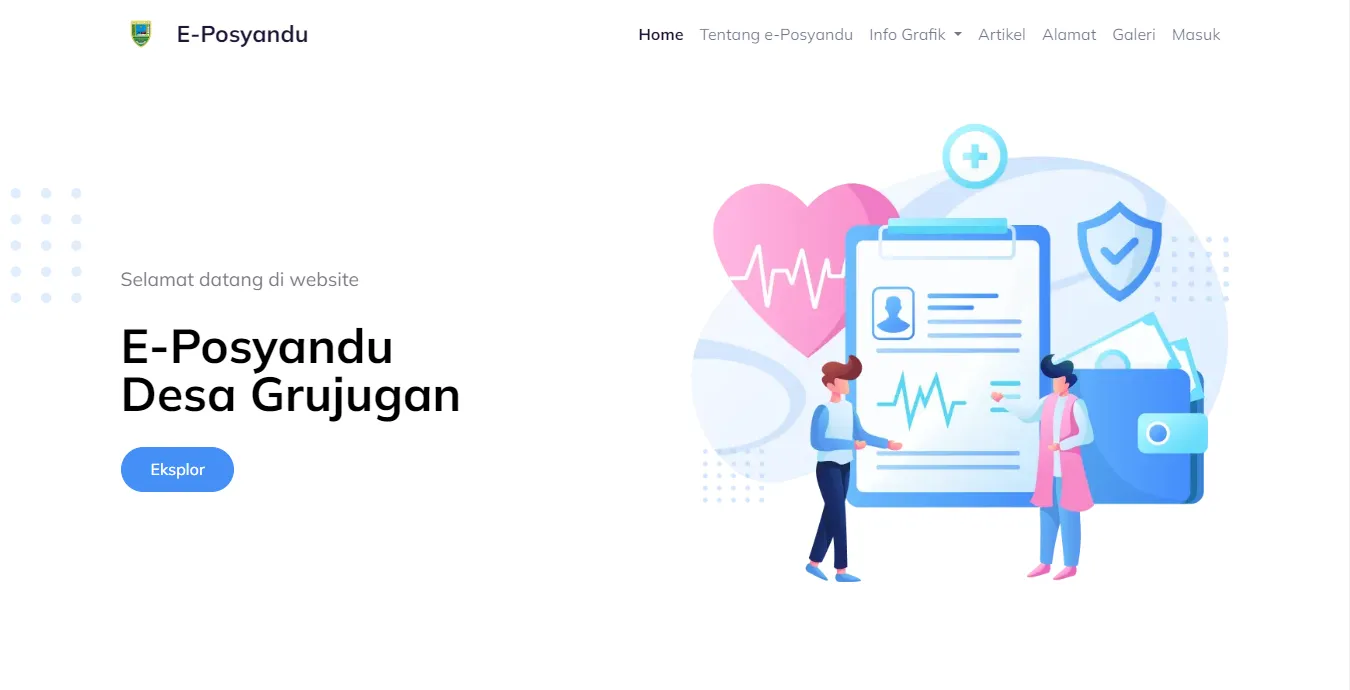 E-Posyandu
Home Tentang e-Posyandu Info Grafik Artikel Alamat Galeri Masuk
Selamat datang di website
E-Posyandu
Desa Grujugan
Eksplor